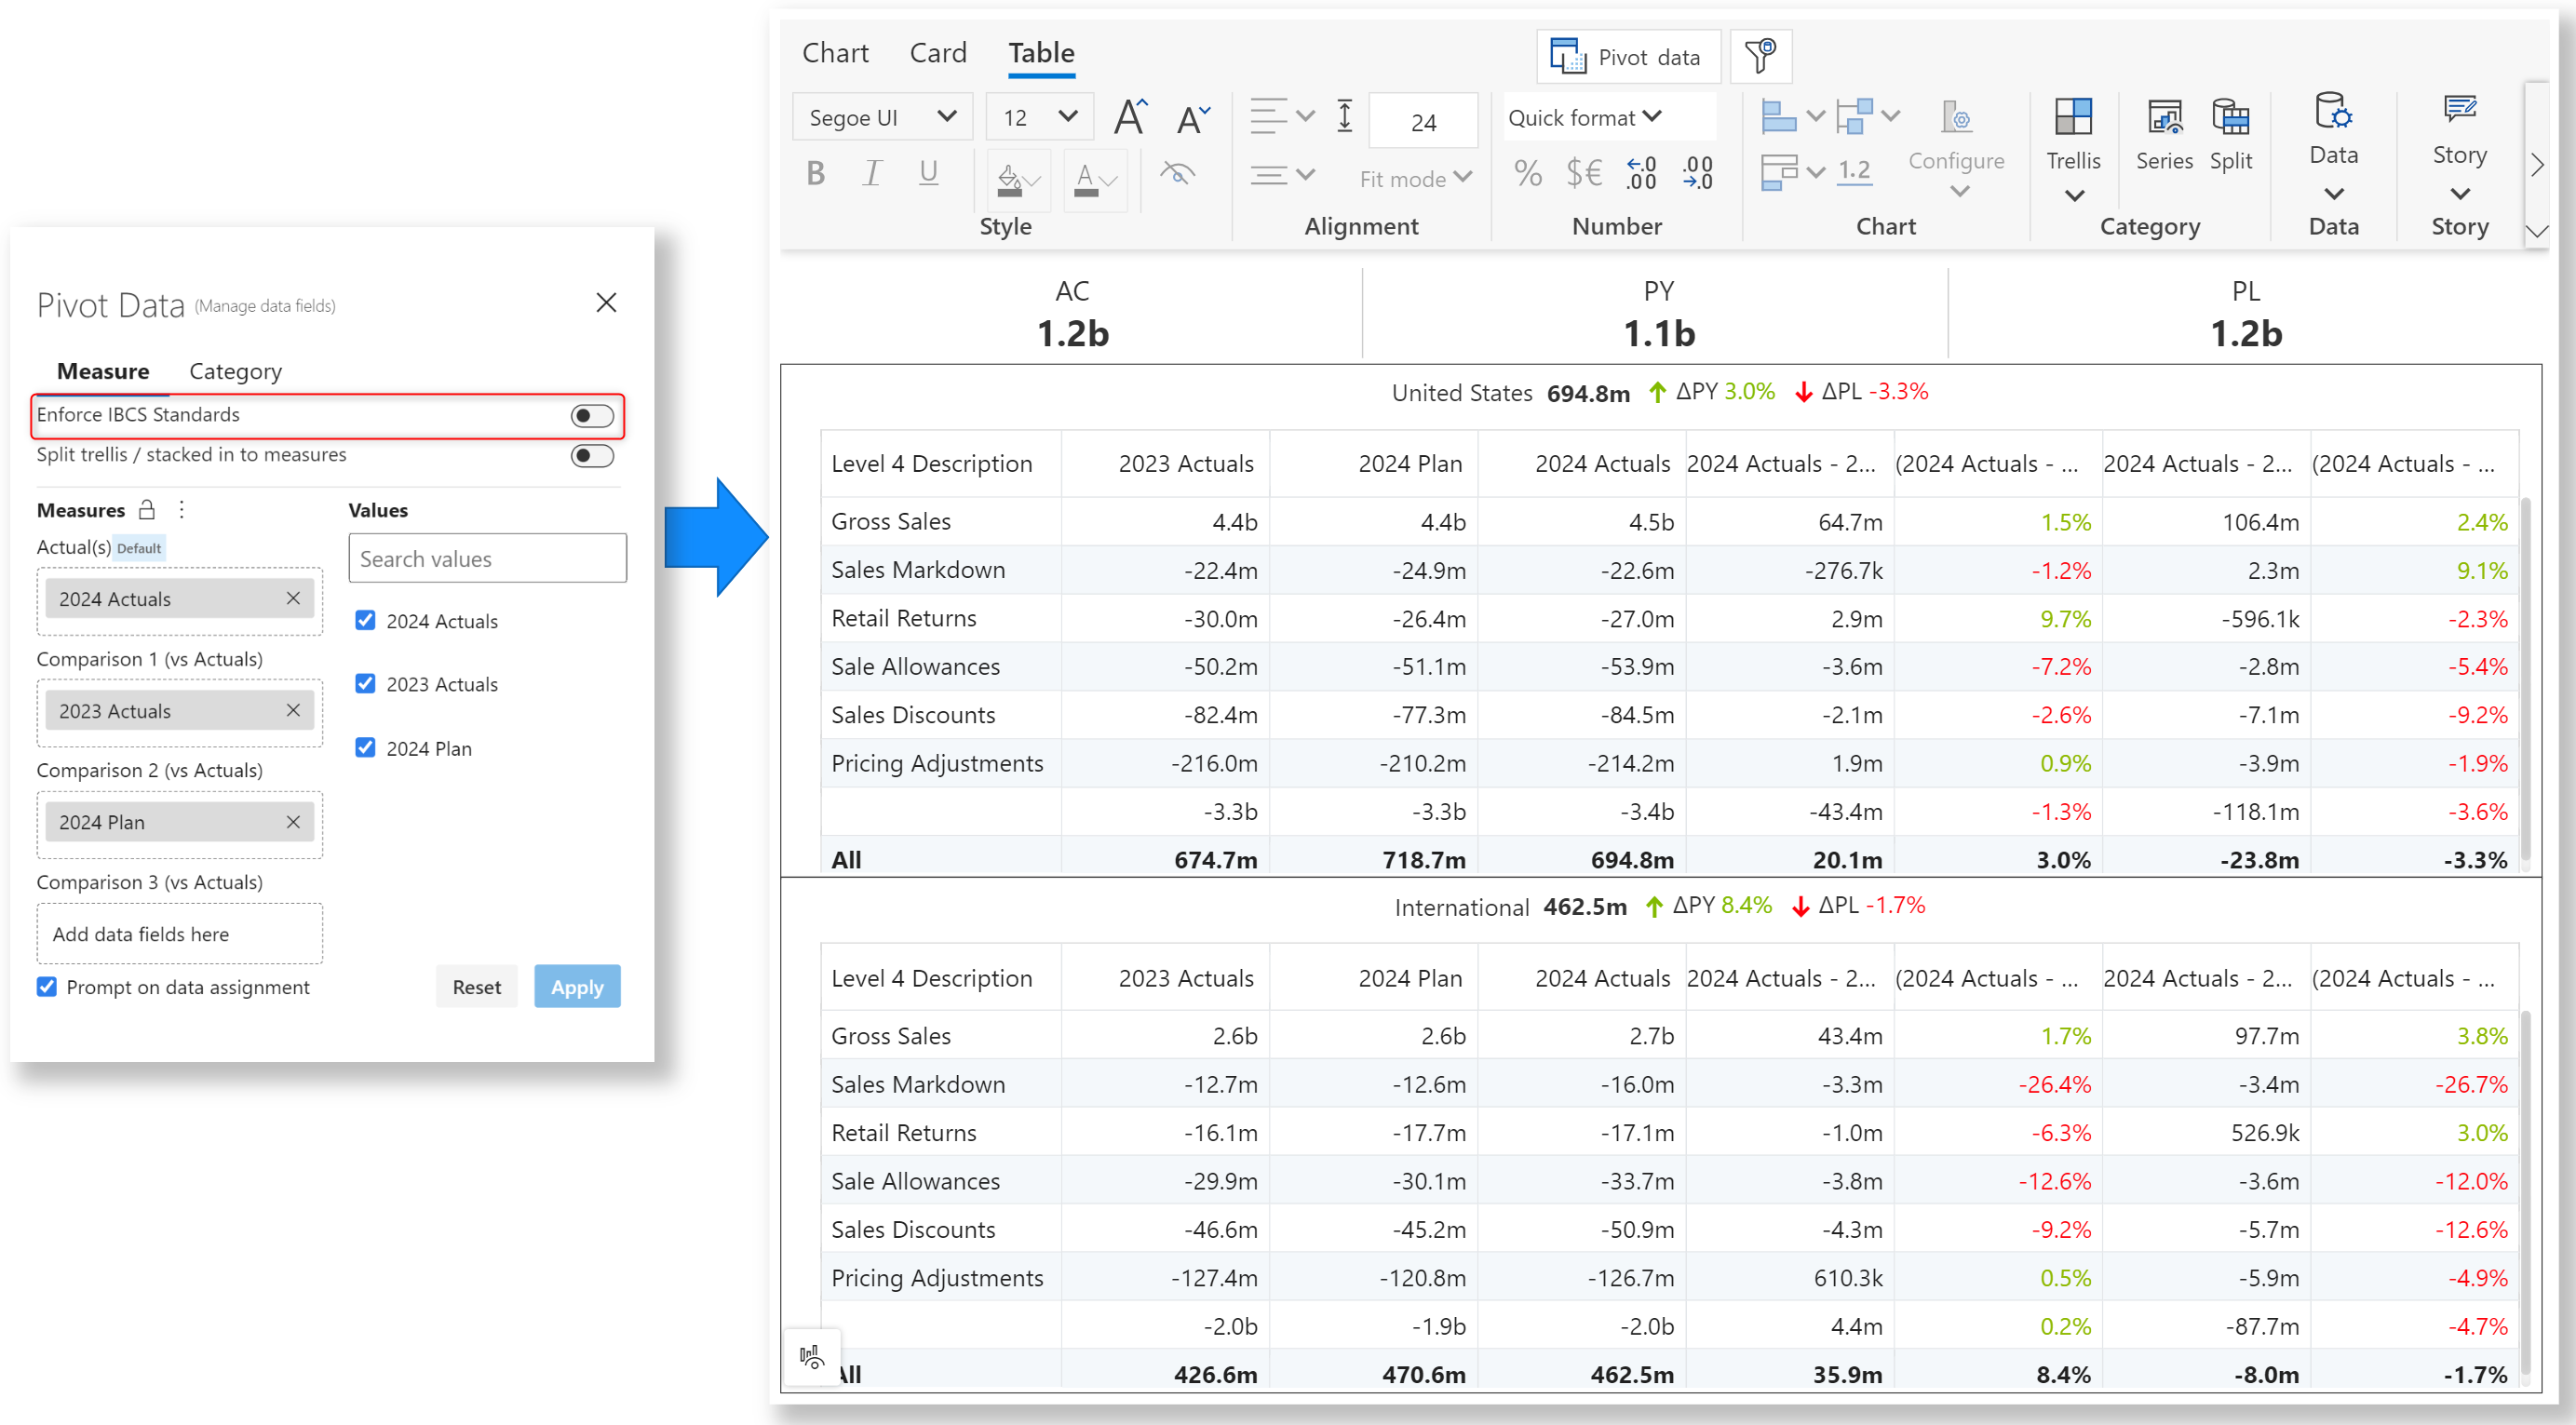 Pivot Data (Manage data fields)
Measure Category
Enforce IBCS Standards
Split trellis / stacked in to measures
Measures
Actual(s) Default
2024 Actuals
Comparison 1 (vs Actuals)
2023 Actuals
Comparison 2 (vs Actuals)
2024 Plan
Comparison 3 (vs Actuals)
Add data fields here
Values
Search values
2024 Actuals
2023 Actuals
2024 Plan
Prompt on data assignment Reset Apply
Chart Card Table Pivot data
Segoe UI 12 A A 24 Quick format
B I U A Fit mode % $€ .0 .00 .00 .0 1.2 Configure Trellis Series Split Data Story
Style Alignment Number Chart Category Data Story
AC PY PL
1.2b 1.1b 1.2b
United States 694.8m ΔPY 3.0% ΔPL -3.3%
Level 4 Description 2023 Actuals 2024 Plan 2024 Actuals 2024 Actuals - 2... (2024 Actuals - ... 2024 Actuals - 2... (2024 Actuals - ...
Gross Sales 4.4b 4.4b 4.5b 64.7m 1.5% 106.4m 2.4%
Sales Markdown -22.4m -24.9m -22.6m -276.7k -1.2% 2.3m 9.1%
Retail Returns -30.0m -26.4m -27.0m 2.9m 9.7% -596.1k -2.3%
Sale Allowances -50.2m -51.1m -53.9m -3.6m -7.2% -2.8m -5.4%
Sales Discounts -82.4m -77.3m -84.5m -2.1m -2.6% -7.1m -9.2%
Pricing Adjustments -216.0m -210.2m -214.2m 1.9m 0.9% -3.9m -1.9%
-3.3b -3.3b -3.4b -43.4m -1.3% -118.1m -3.6%
All 674.7m 718.7m 694.8m 20.1m 3.0% -23.8m -3.3%
International 462.5m ΔPY 8.4% ΔPL -1.7%
Level 4 Description 2023 Actuals 2024 Plan 2024 Actuals 2024 Actuals - 2... (2024 Actuals - ... 2024 Actuals - 2... (2024 Actuals - ...
Gross Sales 2.6b 2.6b 2.7b 43.4m 1.7% 97.7m 3.8%
Sales Markdown -12.7m -12.6m -16.0m -3.3m -26.4% -3.4m -26.7%
Retail Returns -16.1m -17.7m -17.1m -1.0m -6.3% 526.9k 3.0%
Sale Allowances -29.9m -30.1m -33.7m -3.8m -12.6% -3.6m -12.0%
Sales Discounts -46.6m -45.2m -50.9m -4.3m -9.2% -5.7m -12.6%
Pricing Adjustments -127.4m -120.8m -126.7m 610.3k 0.5% -5.9m -4.9%
-2.0b -1.9b -2.0b 4.4m 0.2% -87.7m -4.7%
All 426.6m 470.6m 462.5m 35.9m 8.4% -8.0m -1.7%